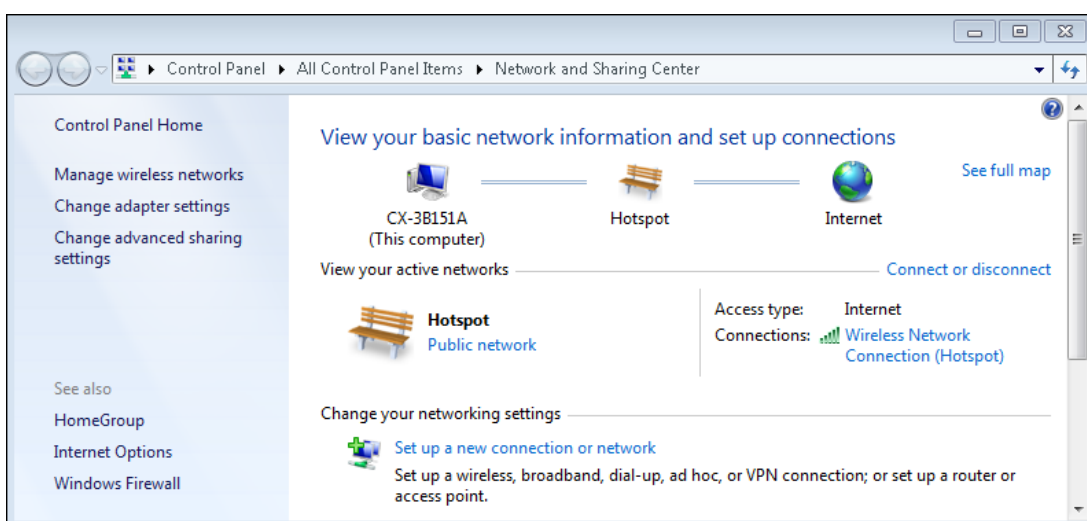 Control Panel ▸ All Control Panel Items ▸ Network and Sharing Center
Control Panel Home
Manage wireless networks
Change adapter settings
Change advanced sharing
settings
See also
HomeGroup
Internet Options
Windows Firewall
View your basic network information and set up connections
See full map
CX-3B151A
(This computer)
Hotspot
Internet
View your active networks
Connect or disconnect
Hotspot
Public network
Access type: Internet
Connections: Wireless Network
Connection (Hotspot)
Change your networking settings
Set up a new connection or network
Set up a wireless, broadband, dial-up, ad hoc, or VPN connection; or set up a router or
access point.